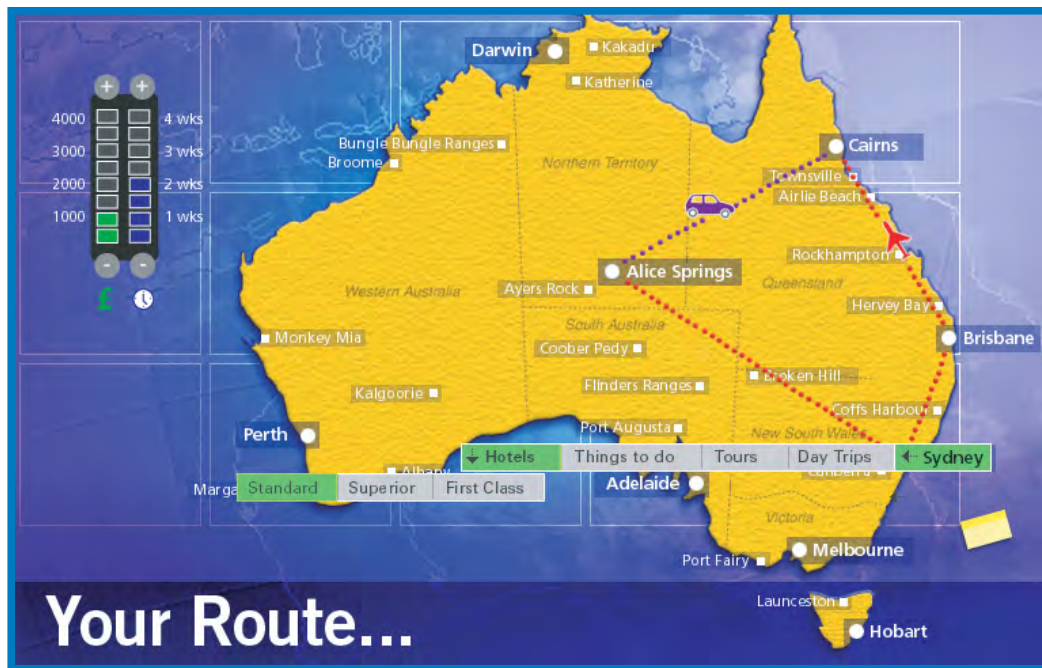 Darwin
Kakadu
Katherine
+ +
4000 4 wks
3000 3 wks
2000 2 wks
1000 1 wks
- -
£
Bungle Bungle Ranges
Broome
Northern Territory
Cairns
Townsville
Airlie Beach
Rockhampton
Alice Springs
Ayers Rock
Queensland
Western Australia
Hervey Bay
South Australia
Monkey Mia
Coober Pedy
Brisbane
Broken Hill
Flinders Ranges
Kalgoorie
Coffs Harbour
Port Augusta
New South Wales
Perth
Hotels Things to do Tours Day Trips Sydney
Albany
Canberra
Adelaide
Standard Superior First Class
Victoria
Melbourne
Port Fairy
Launceston
Hobart
Your Route...